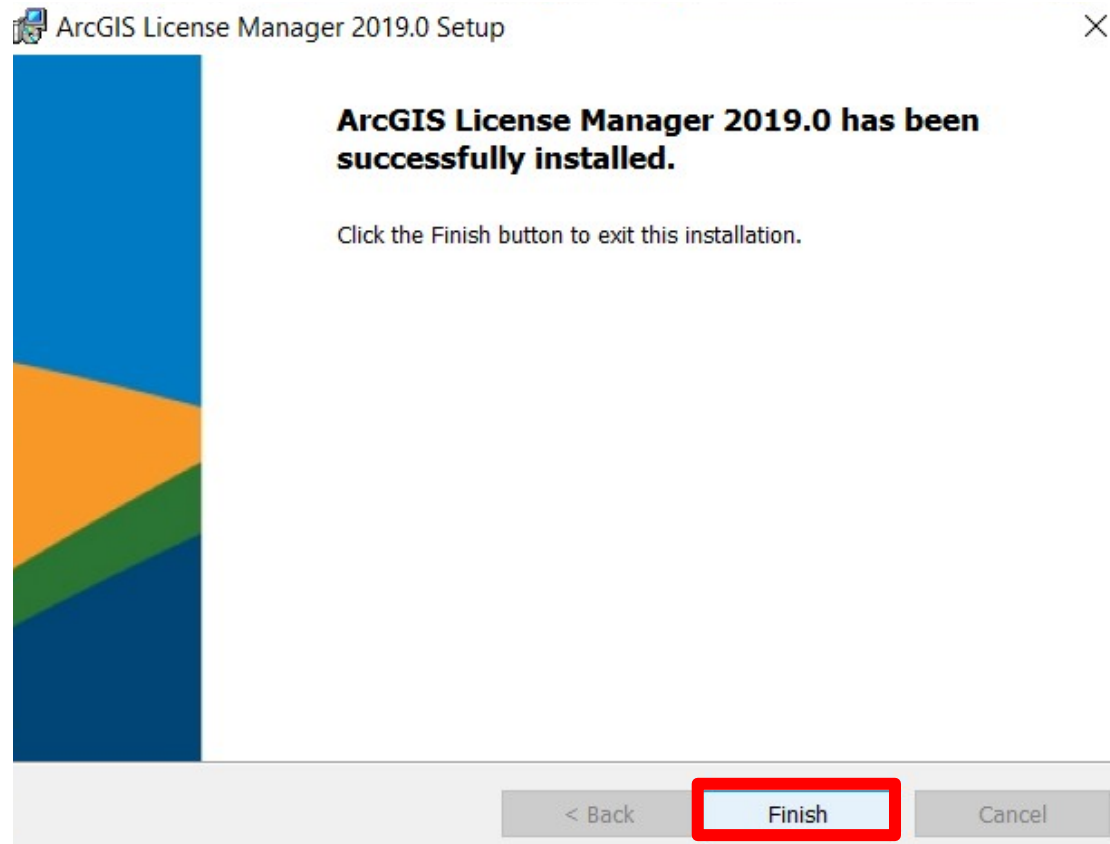 ArcGIS License Manager 2019.0 Setup
ArcGIS License Manager 2019.0 has been
successfully installed.
Click the Finish button to exit this installation.
< Back
Finish
Cancel